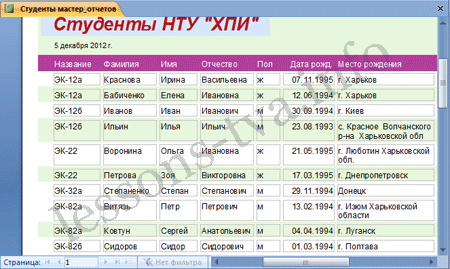 Студенты мастер_отчетов
Студенты НТУ "ХПИ"
5 декабря 2012 г.
Название Фамилия Имя Отчество Пол Дата рожд. Место рождения
ЭК-12а Краснова Ирина Васильевна ж 07.11.1995 г. Харьков
ЭК-12а Бабиченко Елена Ивановна ж 12.06.1994 г. Харьков
ЭК-12б Иванов Иван Иванович м 30.09.1994 г. Киев
ЭК-12б Ильин Илья Ильич м 23.08.1993 с. Красное Волчанского
р-на Харьковской обл
ЭК-22 Воронина Ольга Ивановна ж 21.05.1995 г. Люботин Харьковской
обл.
ЭК-22 Петрова Зоя Викторовна ж 17.03.1995 г. Днепропетровск
ЭК-32а Степаненко Степан Степанович м 29.11.1994 Донецк
ЭК-82а Витязь Петр Петрович м 13.02.1994 г. Изюм Харьковской
области
ЭК-82а Ковтун Сергей Анатольевич м 04.04.1994 г. Луганск
ЭК-82б Сидоров Сидор Сидорович м 01.03.1994 г. Полтава
Страница: 1 Нет фильтра
lessons-tva.info